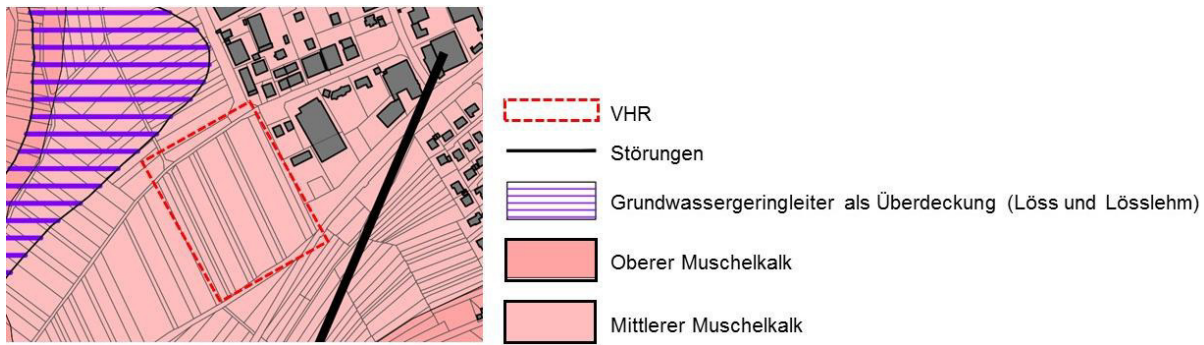 VHR
Störungen
Grundwassergeringleiter als Überdeckung (Löss und Lösslehm)
Oberer Muschelkalk
Mittlerer Muschelkalk